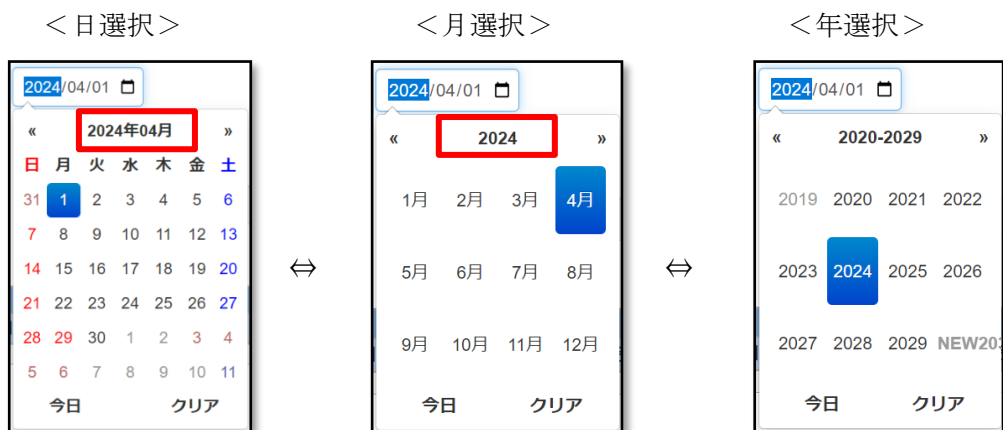 <日選択>
2024/04/01
« 2024年04月 »
日 月 火 水 木 金 土
31 1 2 3 4 5 6
7 8 9 10 11 12 13
14 15 16 17 18 19 20
21 22 23 24 25 26 27
28 29 30 1 2 3 4
5 6 7 8 9 10 11
今日 クリア
⇔
<月選択>
2024/04/01
« 2024 »
1月 2月 3月 4月
5月 6月 7月 8月
9月 10月 11月 12月
今日 クリア
⇔
<年選択>
2024/04/01
« 2020-2029 »
2019 2020 2021 2022
2023 2024 2025 2026
2027 2028 2029 NEW203
今日 クリア